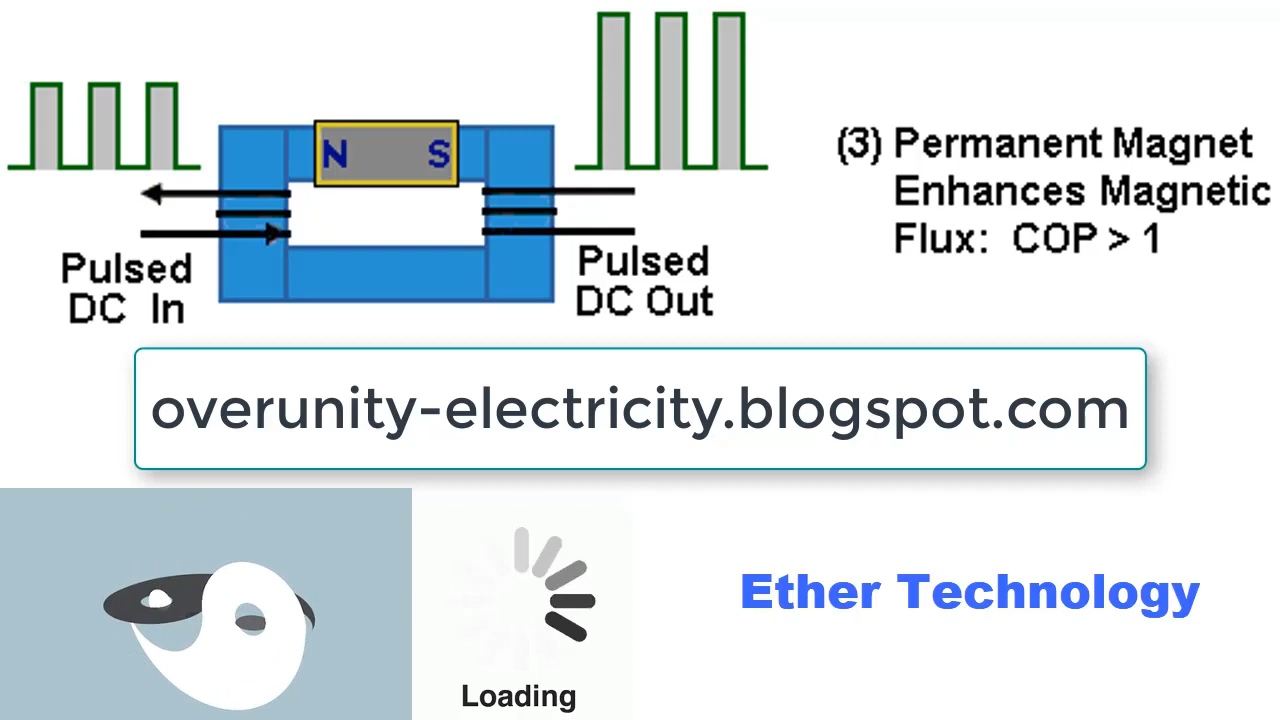 N S
(3) Permanent Magnet
Enhances Magnetic
Flux: COP > 1
Pulsed
DC In
Pulsed
DC Out
overunity-electricity.blogspot.com
Loading
Ether Technology